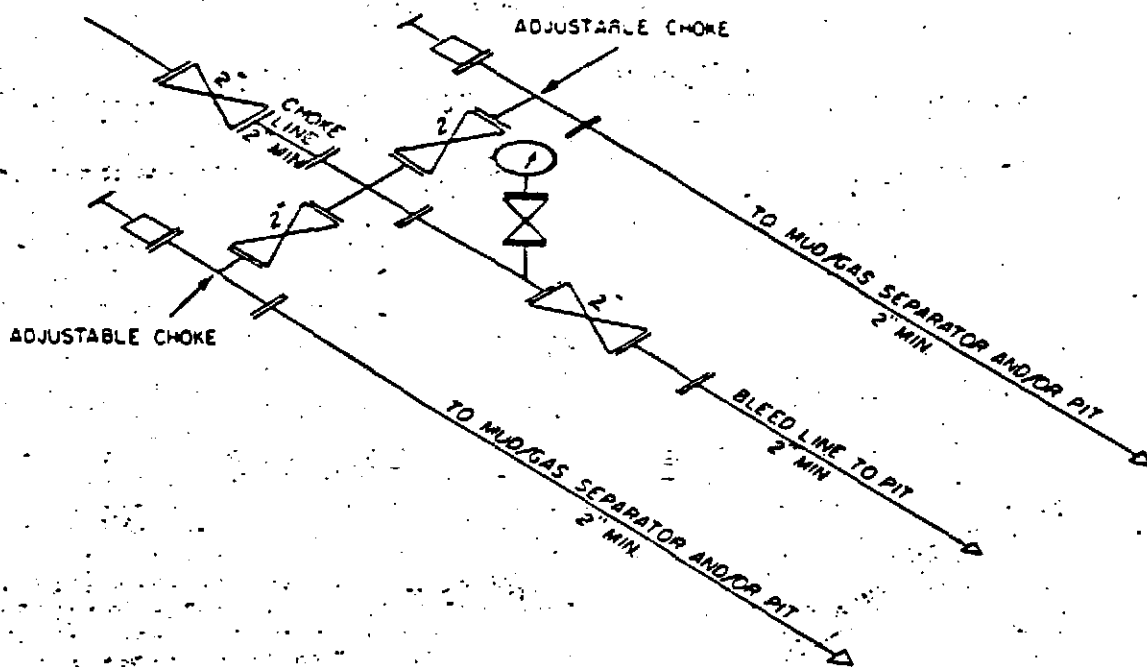 ADJUSTABLE CHOKE
2"
CHOKE
LINE
2" MIN
2"
2"
ADJUSTABLE CHOKE
2"
TO MUD/GAS SEPARATOR AND/OR PIT
2" MIN.
BLEED LINE TO PIT
2" MIN
TO MUD/GAS SEPARATOR AND/OR PIT
2" MIN.